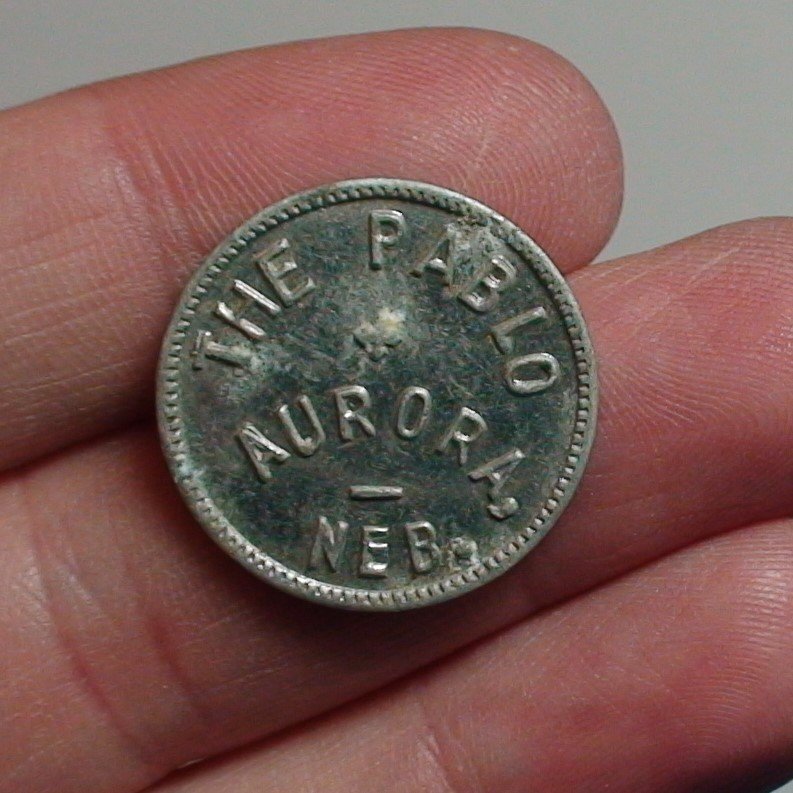 THE PABLO
AURORA,
NEB.